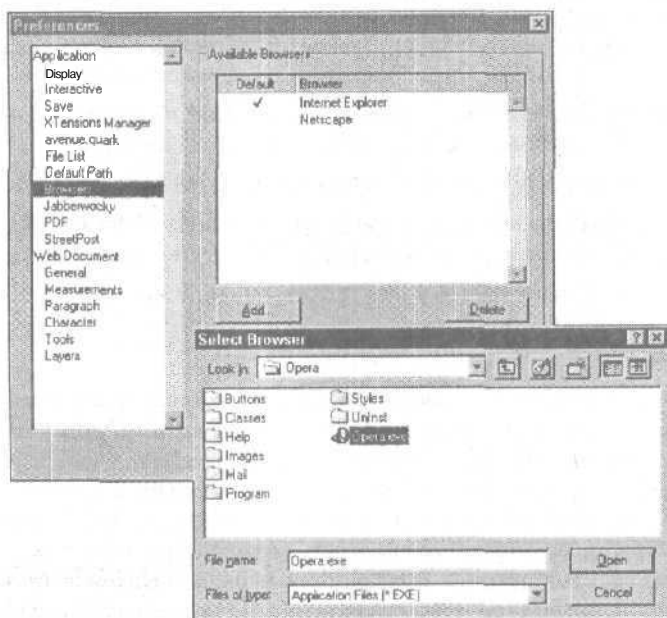 Preferences
Application
Display
Interactive
Save
XTensions Manager
avenue.quark
File List
Default Path
Browsers
Jabberwocky
PDF
StreetPost
Web Document
General
Measurements
Paragraph
Character
Tools
Layers
Available Browsers
Default Browser
✓ Internet Explorer
Netscape
Add
Delete
Select Browser
Look in: Opera
Buttons
Classes
Help
Images
Mail
Program
Styles
Uninst
Opera.exe
File name: Opera.exe
Open
Files of type: Application Files (*.EXE)
Cancel